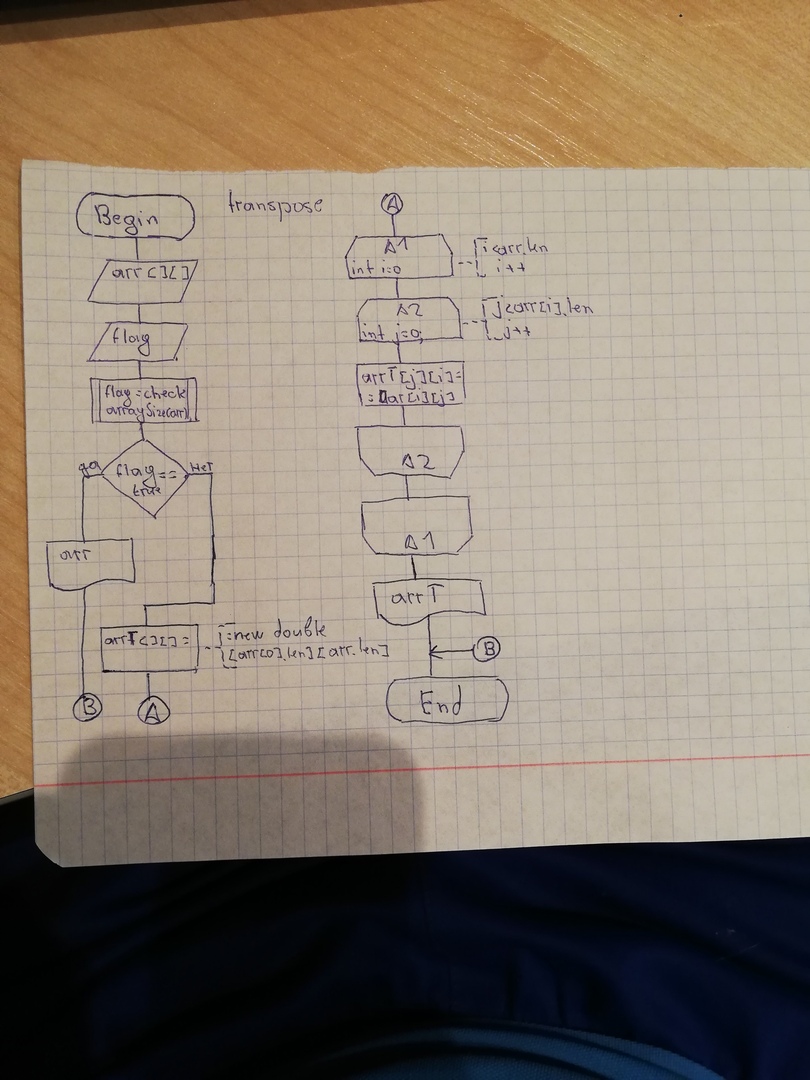 transpose
Begin
arr[][]
flag
flag=check
arraySize(arr)
flag==
true
да
нет
arr
arrT[][]=
=new double
[arr[0].len][arr.len]
B
A
A
A1
int i=0
i<arr.len
i++
A2
int j=0;
j<arr[i].len
j++
arrT[j][i]=
=arr[i][j]
A2
A1
arrT
B
End